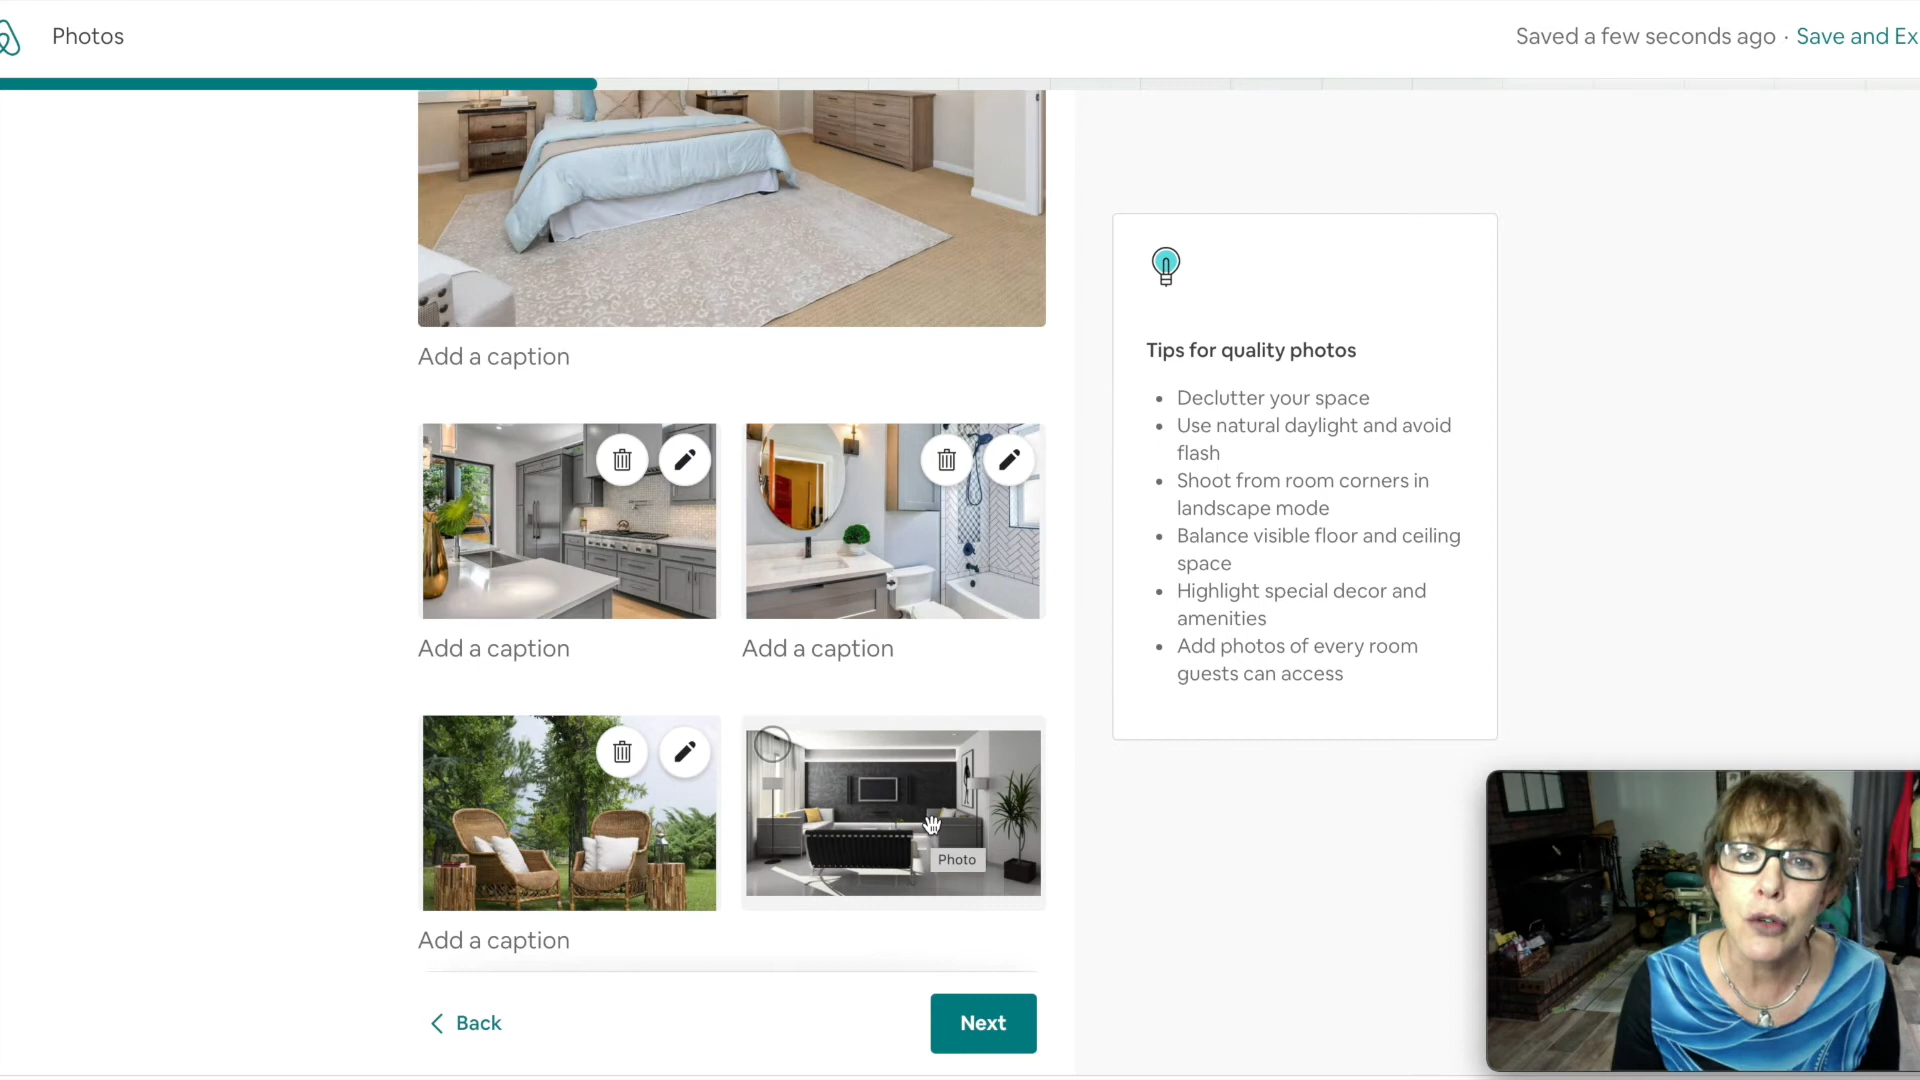 Photos
Saved a few seconds ago · Save and Ex
Add a caption
Add a caption
Add a caption
Photo
Add a caption
Back
Next
Tips for quality photos
• Declutter your space
• Use natural daylight and avoid
flash
• Shoot from room corners in
landscape mode
• Balance visible floor and ceiling
space
• Highlight special decor and
amenities
• Add photos of every room
guests can access